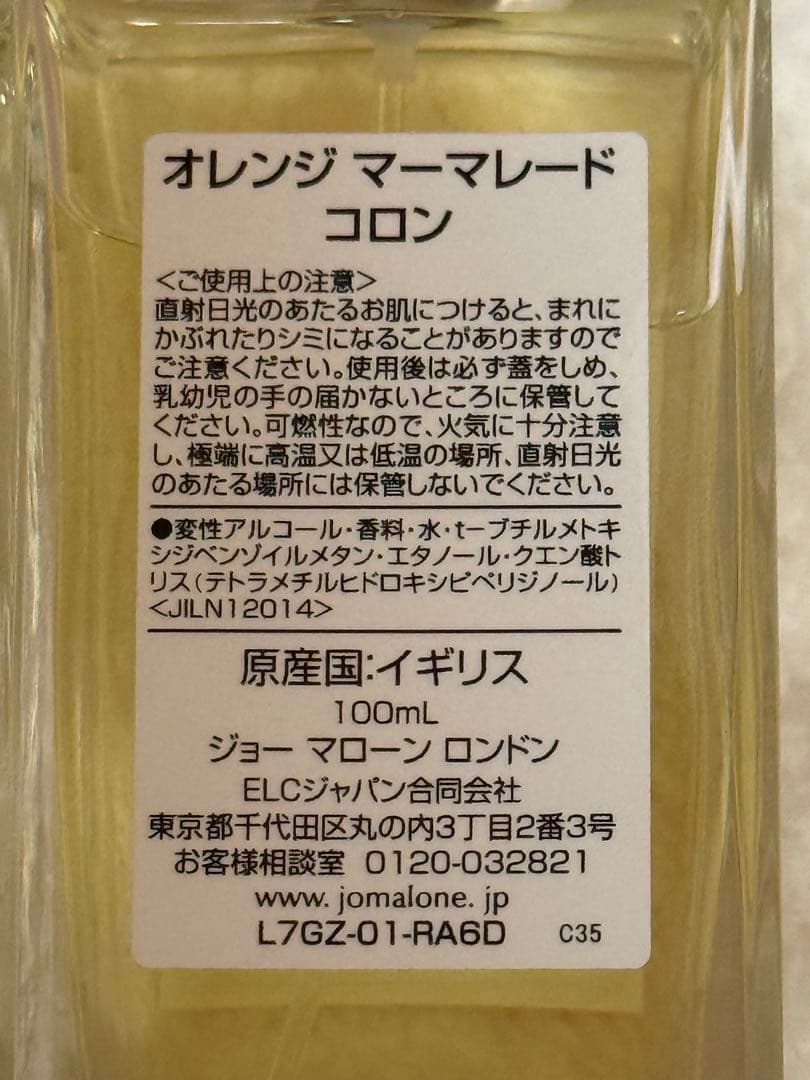 オレンジ マーマレード
コロン
<ご使用上の注意>
直射日光のあたるお肌につけると、まれに
かぶれたりシミになることがありますので
ご注意ください。使用後は必ず蓋をしめ、
乳幼児の手の届かないところに保管して
ください。可燃性なので、火気に十分注意
し、極端に高温又は低温の場所、直射日光
のあたる場所には保管しないでください。
●変性アルコール・香料・水・t-ブチルメトキ
シジベンゾイルメタン・エタノール・クエン酸ト
リス(テトラメチルヒドロキシピペリジノール)
<JILN12014>
原産国:イギリス
100mL
ジョー マローン ロンドン
ELCジャパン合同会社
東京都千代田区丸の内3丁目2番3号
お客様相談室 0120-032821
www. jomalone. jp
L7GZ-01-RA6D C35